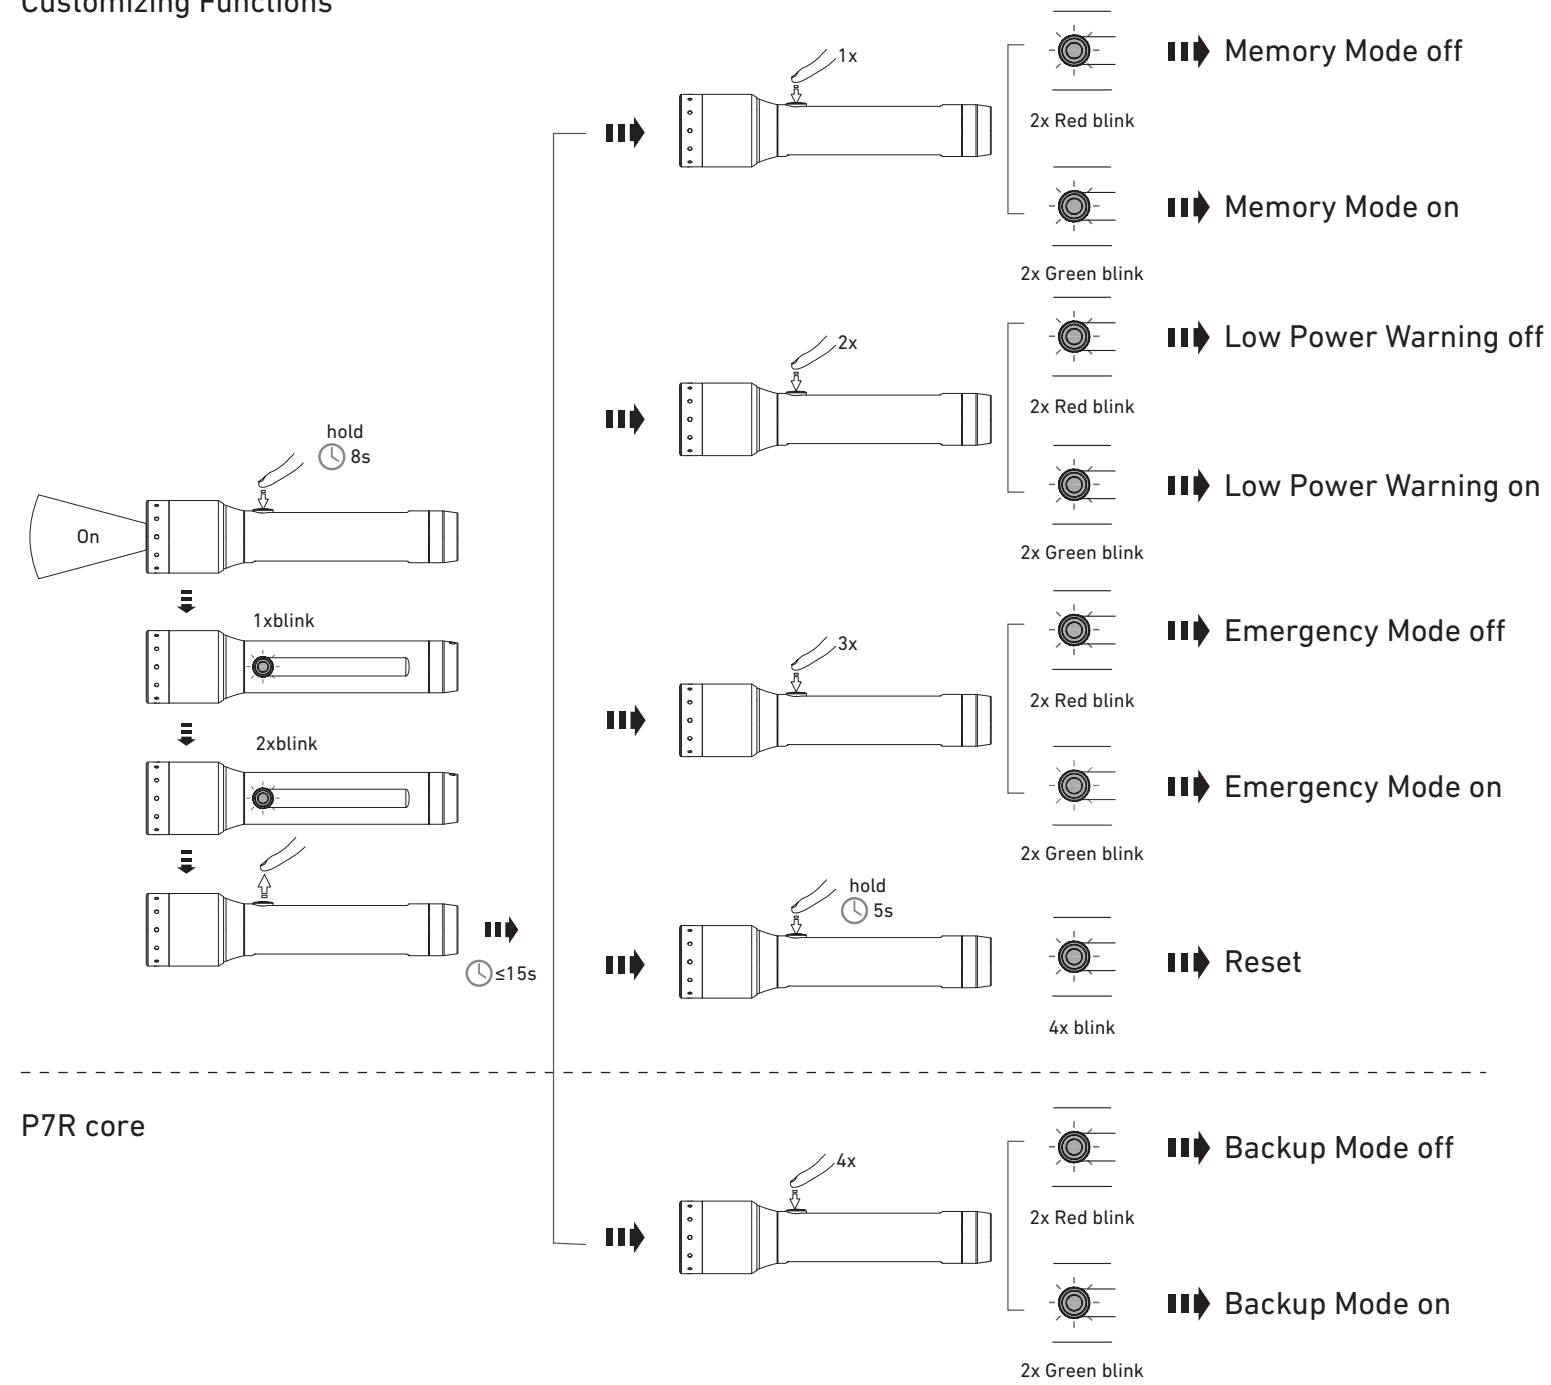 Customizing Functions
hold
8s
On
1xblink
2xblink
≤15s
1x
2x Red blink
Memory Mode off
2x Green blink
Memory Mode on
2x
2x Red blink
Low Power Warning off
2x Green blink
Low Power Warning on
3x
2x Red blink
Emergency Mode off
2x Green blink
Emergency Mode on
hold
5s
4x blink
Reset
P7R core
4x
2x Red blink
Backup Mode off
2x Green blink
Backup Mode on